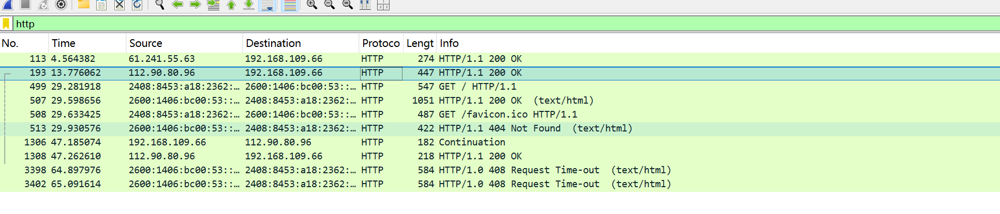 http
No. Time Source Destination Protoco Lengt Info
113 4.564382 61.241.55.63 192.168.109.66 HTTP 274 HTTP/1.1 200 OK
193 13.776062 112.90.80.96 192.168.109.66 HTTP 447 HTTP/1.1 200 OK
499 29.281918 2408:8453:a18:2362:… 2600:1406:bc00:53::… HTTP 547 GET / HTTP/1.1
507 29.598656 2600:1406:bc00:53::… 2408:8453:a18:2362:… HTTP 1051 HTTP/1.1 200 OK (text/html)
508 29.633425 2408:8453:a18:2362:… 2600:1406:bc00:53::… HTTP 487 GET /favicon.ico HTTP/1.1
513 29.930576 2600:1406:bc00:53::… 2408:8453:a18:2362:… HTTP 422 HTTP/1.1 404 Not Found (text/html)
1306 47.185074 192.168.109.66 112.90.80.96 HTTP 182 Continuation
1308 47.262610 112.90.80.96 192.168.109.66 HTTP 218 HTTP/1.1 200 OK
3398 64.897976 2600:1406:bc00:53::… 2408:8453:a18:2362:… HTTP 584 HTTP/1.0 408 Request Time-out (text/html)
3402 65.091614 2600:1406:bc00:53::… 2408:8453:a18:2362:… HTTP 584 HTTP/1.0 408 Request Time-out (text/html)